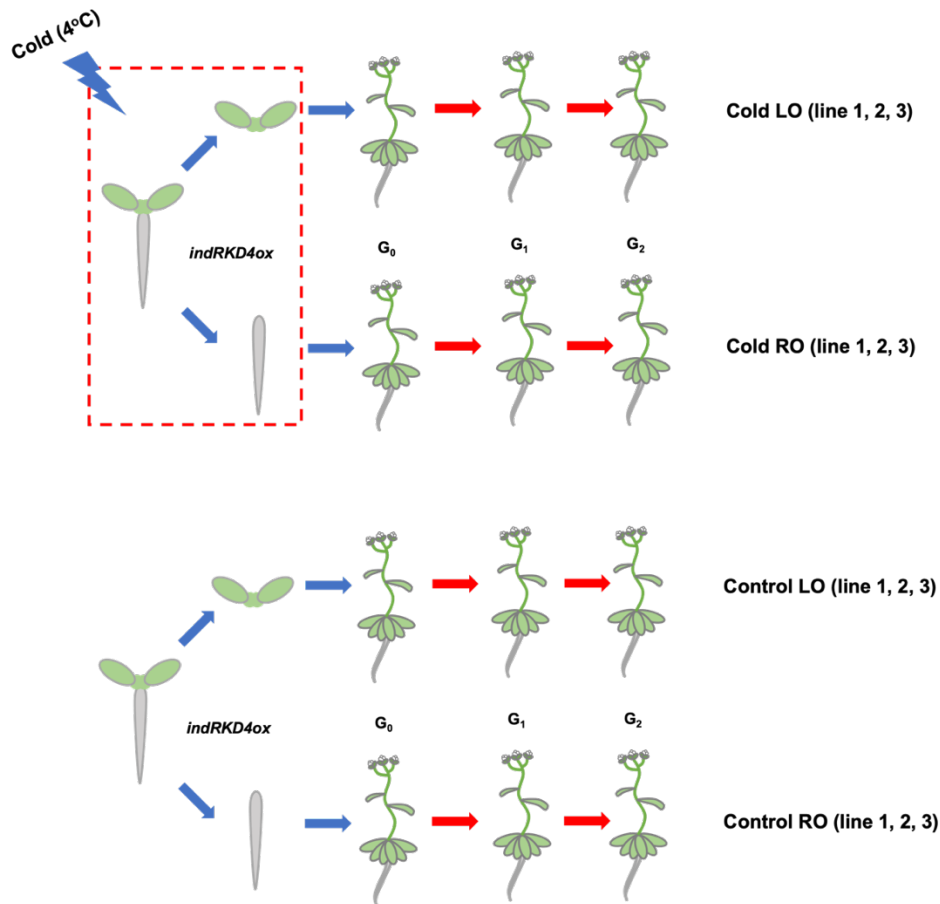 Cold (4°C)
Cold LO (line 1, 2, 3)
indRKD4ox
G₀
G₁
G₂
Cold RO (line 1, 2, 3)
Control LO (line 1, 2, 3)
indRKD4ox
G₀
G₁
G₂
Control RO (line 1, 2, 3)